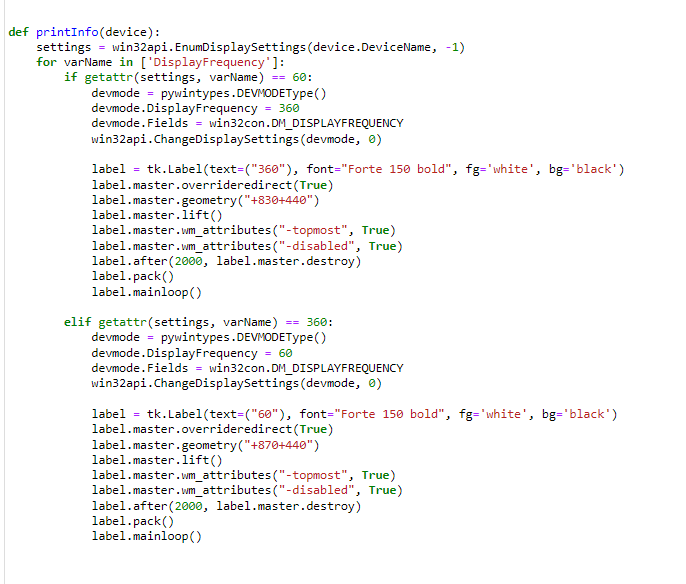 def printInfo(device):
    settings = win32api.EnumDisplaySettings(device.DeviceName, -1)
    for varName in ['DisplayFrequency']:
        if getattr(settings, varName) == 60:
            devmode = pywintypes.DEVMODEType()
            devmode.DisplayFrequency = 360
            devmode.Fields = win32con.DM_DISPLAYFREQUENCY
            win32api.ChangeDisplaySettings(devmode, 0)

            label = tk.Label(text=("360"), font="Forte 150 bold", fg='white', bg='black')
            label.master.overrideredirect(True)
            label.master.geometry("+830+440")
            label.master.lift()
            label.master.wm_attributes("-topmost", True)
            label.master.wm_attributes("-disabled", True)
            label.after(2000, label.master.destroy)
            label.pack()
            label.mainloop()

        elif getattr(settings, varName) == 360:
            devmode = pywintypes.DEVMODEType()
            devmode.DisplayFrequency = 60
            devmode.Fields = win32con.DM_DISPLAYFREQUENCY
            win32api.ChangeDisplaySettings(devmode, 0)

            label = tk.Label(text=("60"), font="Forte 150 bold", fg='white', bg='black')
            label.master.overrideredirect(True)
            label.master.geometry("+870+440")
            label.master.lift()
            label.master.wm_attributes("-topmost", True)
            label.master.wm_attributes("-disabled", True)
            label.after(2000, label.master.destroy)
            label.pack()
            label.mainloop()